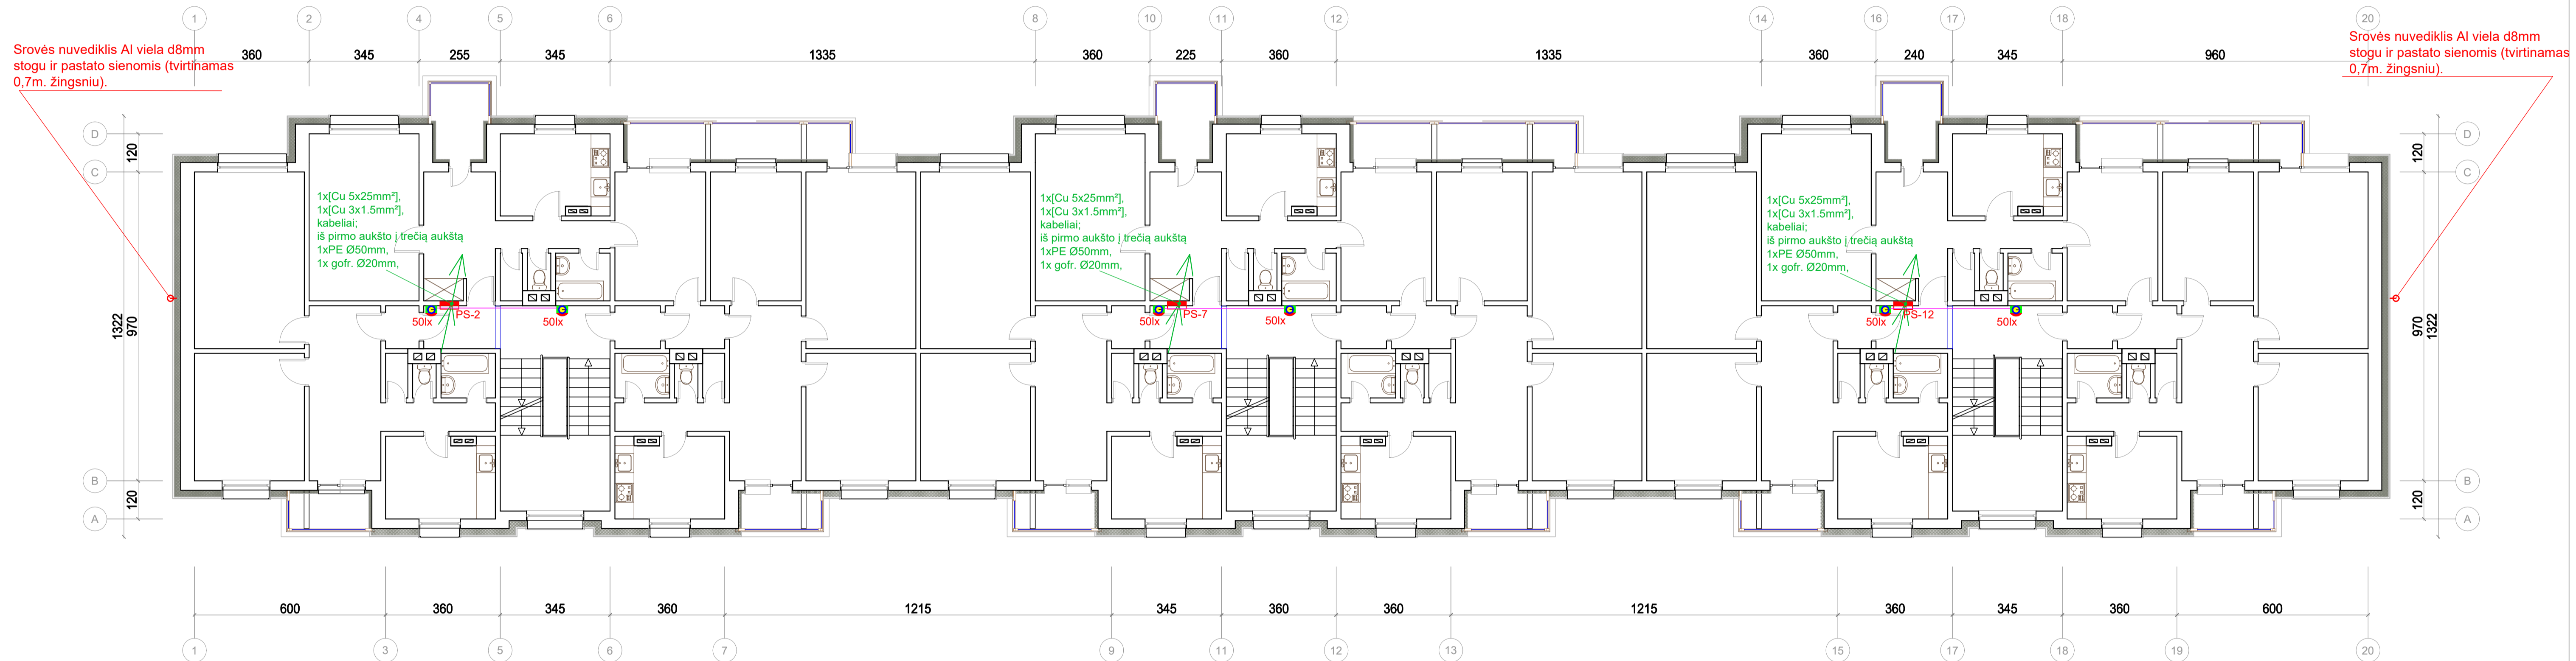 1 2 4 5 6 8 10 11 12 14 16 17 18 20
Srovės nuvediklis Al viela d8mm
stogu ir pastato sienomis (tvirtinamas
0,7m. žingsniu).
360 345 255 345 1335 360 225 360 1335 360 240 345 960
Srovės nuvediklis Al viela d8mm
stogu ir pastato sienomis (tvirtinamas
0,7m. žingsniu).
D
C
B
A
120
970
120
1322
1x[Cu 5x25mm²],
1x[Cu 3x1.5mm²],
kabeliai;
iš pirmo aukšto į trečią aukštą
1xPE Ø50mm,
1x gofr. Ø20mm,
50lx PS-2 50lx
1x[Cu 5x25mm²],
1x[Cu 3x1.5mm²],
kabeliai;
iš pirmo aukšto į trečią aukštą
1xPE Ø50mm,
1x gofr. Ø20mm,
50lx PS-7 50lx
1x[Cu 5x25mm²],
1x[Cu 3x1.5mm²],
kabeliai;
iš pirmo aukšto į trečią aukštą
1xPE Ø50mm,
1x gofr. Ø20mm,
50lx PS-12 50lx
D
C
B
A
120
970
120
1322
600 360 345 360 1215 345 360 360 1215 360 345 360 600
1 3 5 6 7 9 11 12 13 15 17 18 19 20